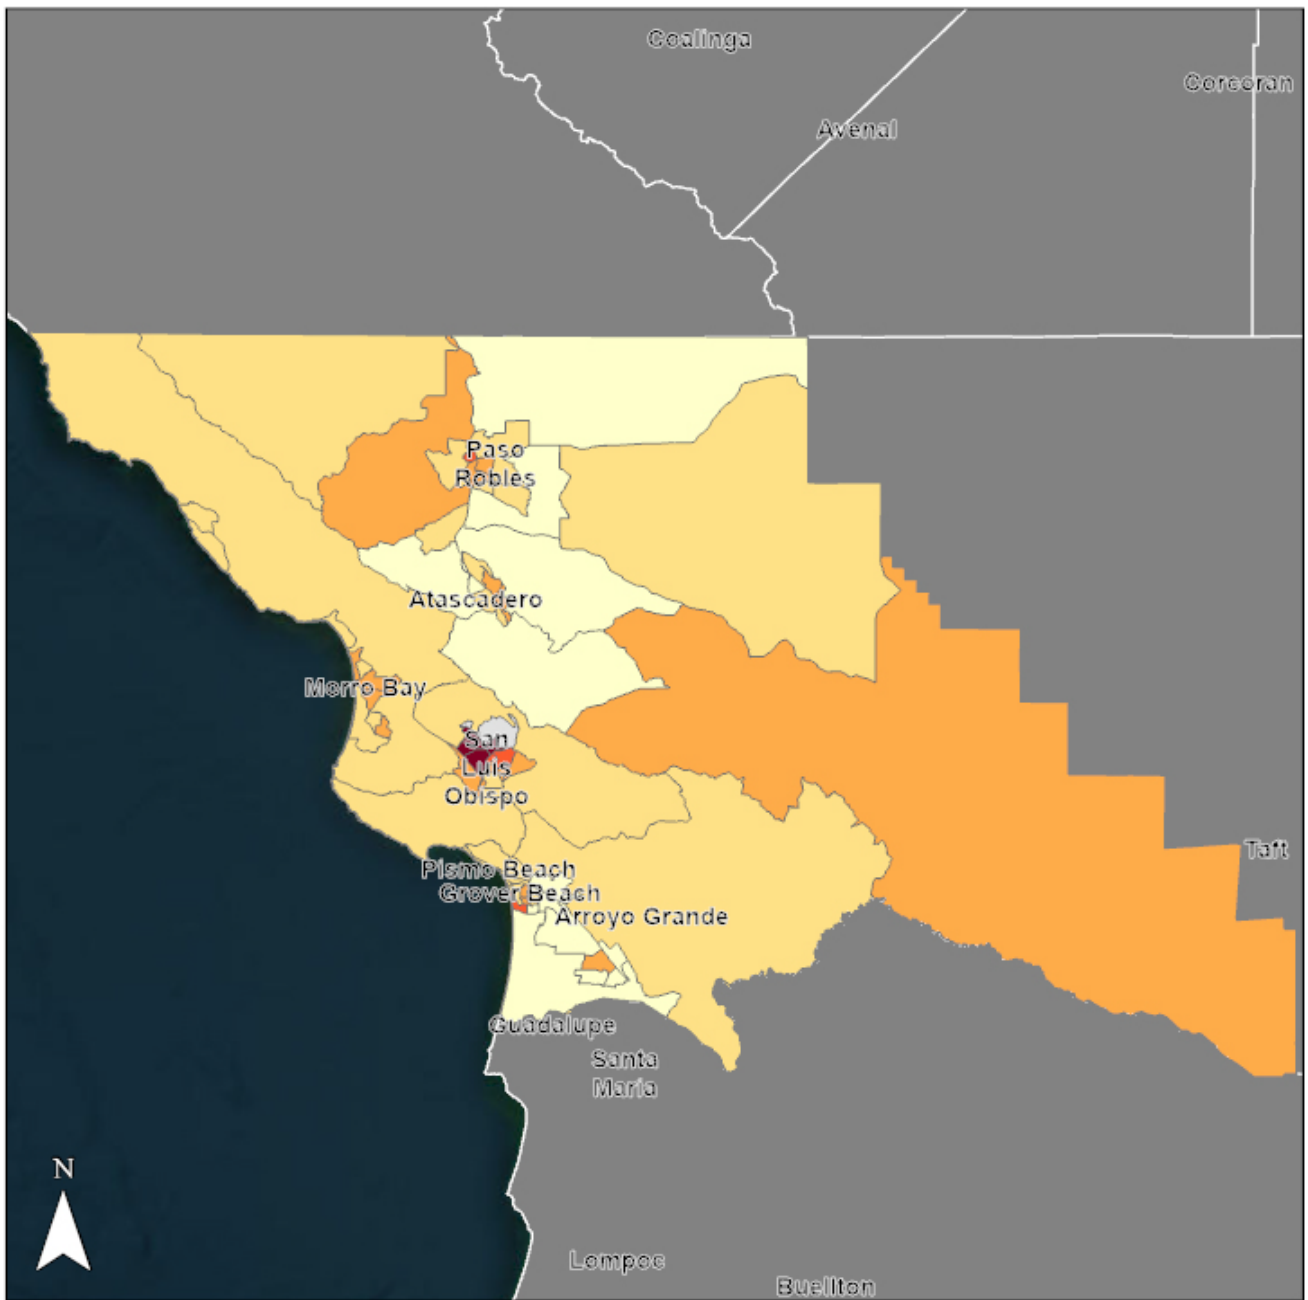 Coalinga
Corcoran
Avenal
Paso
Robles
Atascadero
Morro Bay
San
Luis
Obispo
Taft
Pismo Beach
Grover Beach
Arroyo Grande
Guadalupe
Santa
Maria
N
Lompoc
Buellton